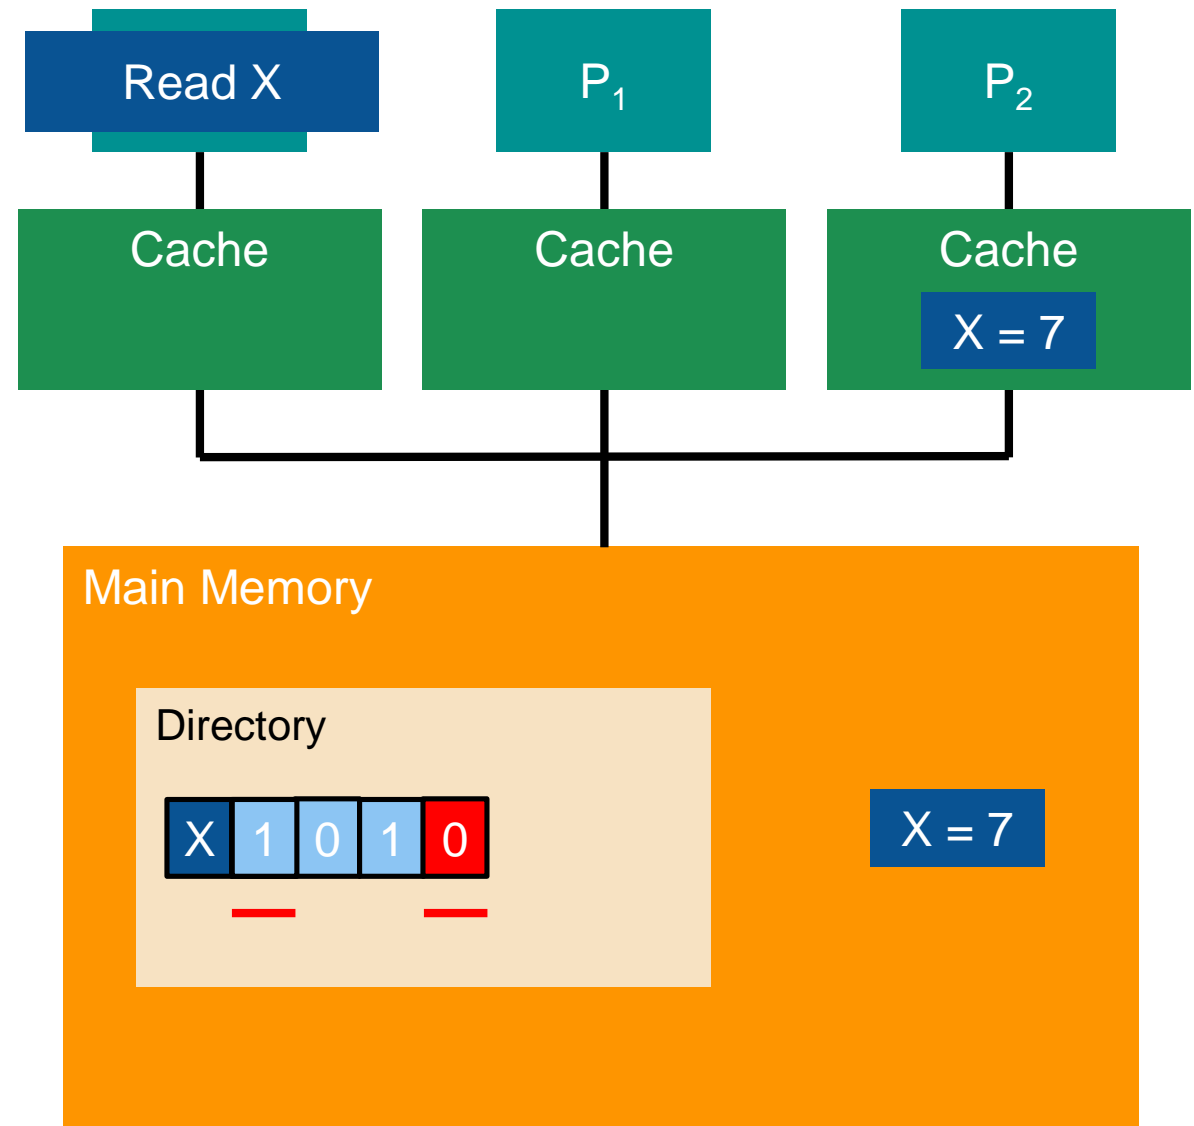 Read X
P₁
P₂
Cache
Cache
Cache
X = 7
Main Memory
Directory
X 1 0 1 0
X = 7